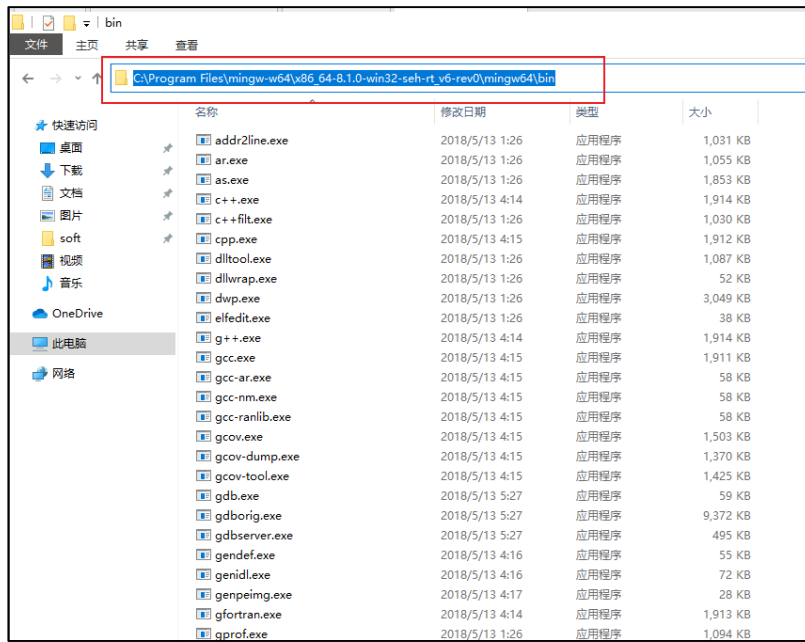 bin
文件 主页 共享 查看
C:\Program Files\mingw-w64\x86_64-8.1.0-win32-seh-rt_v6-rev0\mingw64\bin
名称 修改日期 类型 大小
快速访问
桌面
下载
文档
图片
soft
视频
音乐
OneDrive
此电脑
网络
addr2line.exe 2018/5/13 1:26 应用程序 1,031 KB
ar.exe 2018/5/13 1:26 应用程序 1,055 KB
as.exe 2018/5/13 1:26 应用程序 1,853 KB
c++.exe 2018/5/13 4:14 应用程序 1,914 KB
c++filt.exe 2018/5/13 1:26 应用程序 1,030 KB
cpp.exe 2018/5/13 4:15 应用程序 1,912 KB
dlltool.exe 2018/5/13 1:26 应用程序 1,087 KB
dllwrap.exe 2018/5/13 1:26 应用程序 52 KB
dwp.exe 2018/5/13 1:26 应用程序 3,049 KB
elfedit.exe 2018/5/13 1:26 应用程序 38 KB
g++.exe 2018/5/13 4:14 应用程序 1,914 KB
gcc.exe 2018/5/13 4:15 应用程序 1,911 KB
gcc-ar.exe 2018/5/13 4:15 应用程序 58 KB
gcc-nm.exe 2018/5/13 4:15 应用程序 58 KB
gcc-ranlib.exe 2018/5/13 4:15 应用程序 58 KB
gcov.exe 2018/5/13 4:15 应用程序 1,503 KB
gcov-dump.exe 2018/5/13 4:15 应用程序 1,370 KB
gcov-tool.exe 2018/5/13 4:15 应用程序 1,425 KB
gdb.exe 2018/5/13 5:27 应用程序 59 KB
gdborig.exe 2018/5/13 5:27 应用程序 9,372 KB
gdbserver.exe 2018/5/13 5:27 应用程序 495 KB
gendef.exe 2018/5/13 4:16 应用程序 55 KB
genidl.exe 2018/5/13 4:16 应用程序 72 KB
genpeimg.exe 2018/5/13 4:17 应用程序 28 KB
gfortran.exe 2018/5/13 4:14 应用程序 1,913 KB
gprof.exe 2018/5/13 1:26 应用程序 1,094 KB